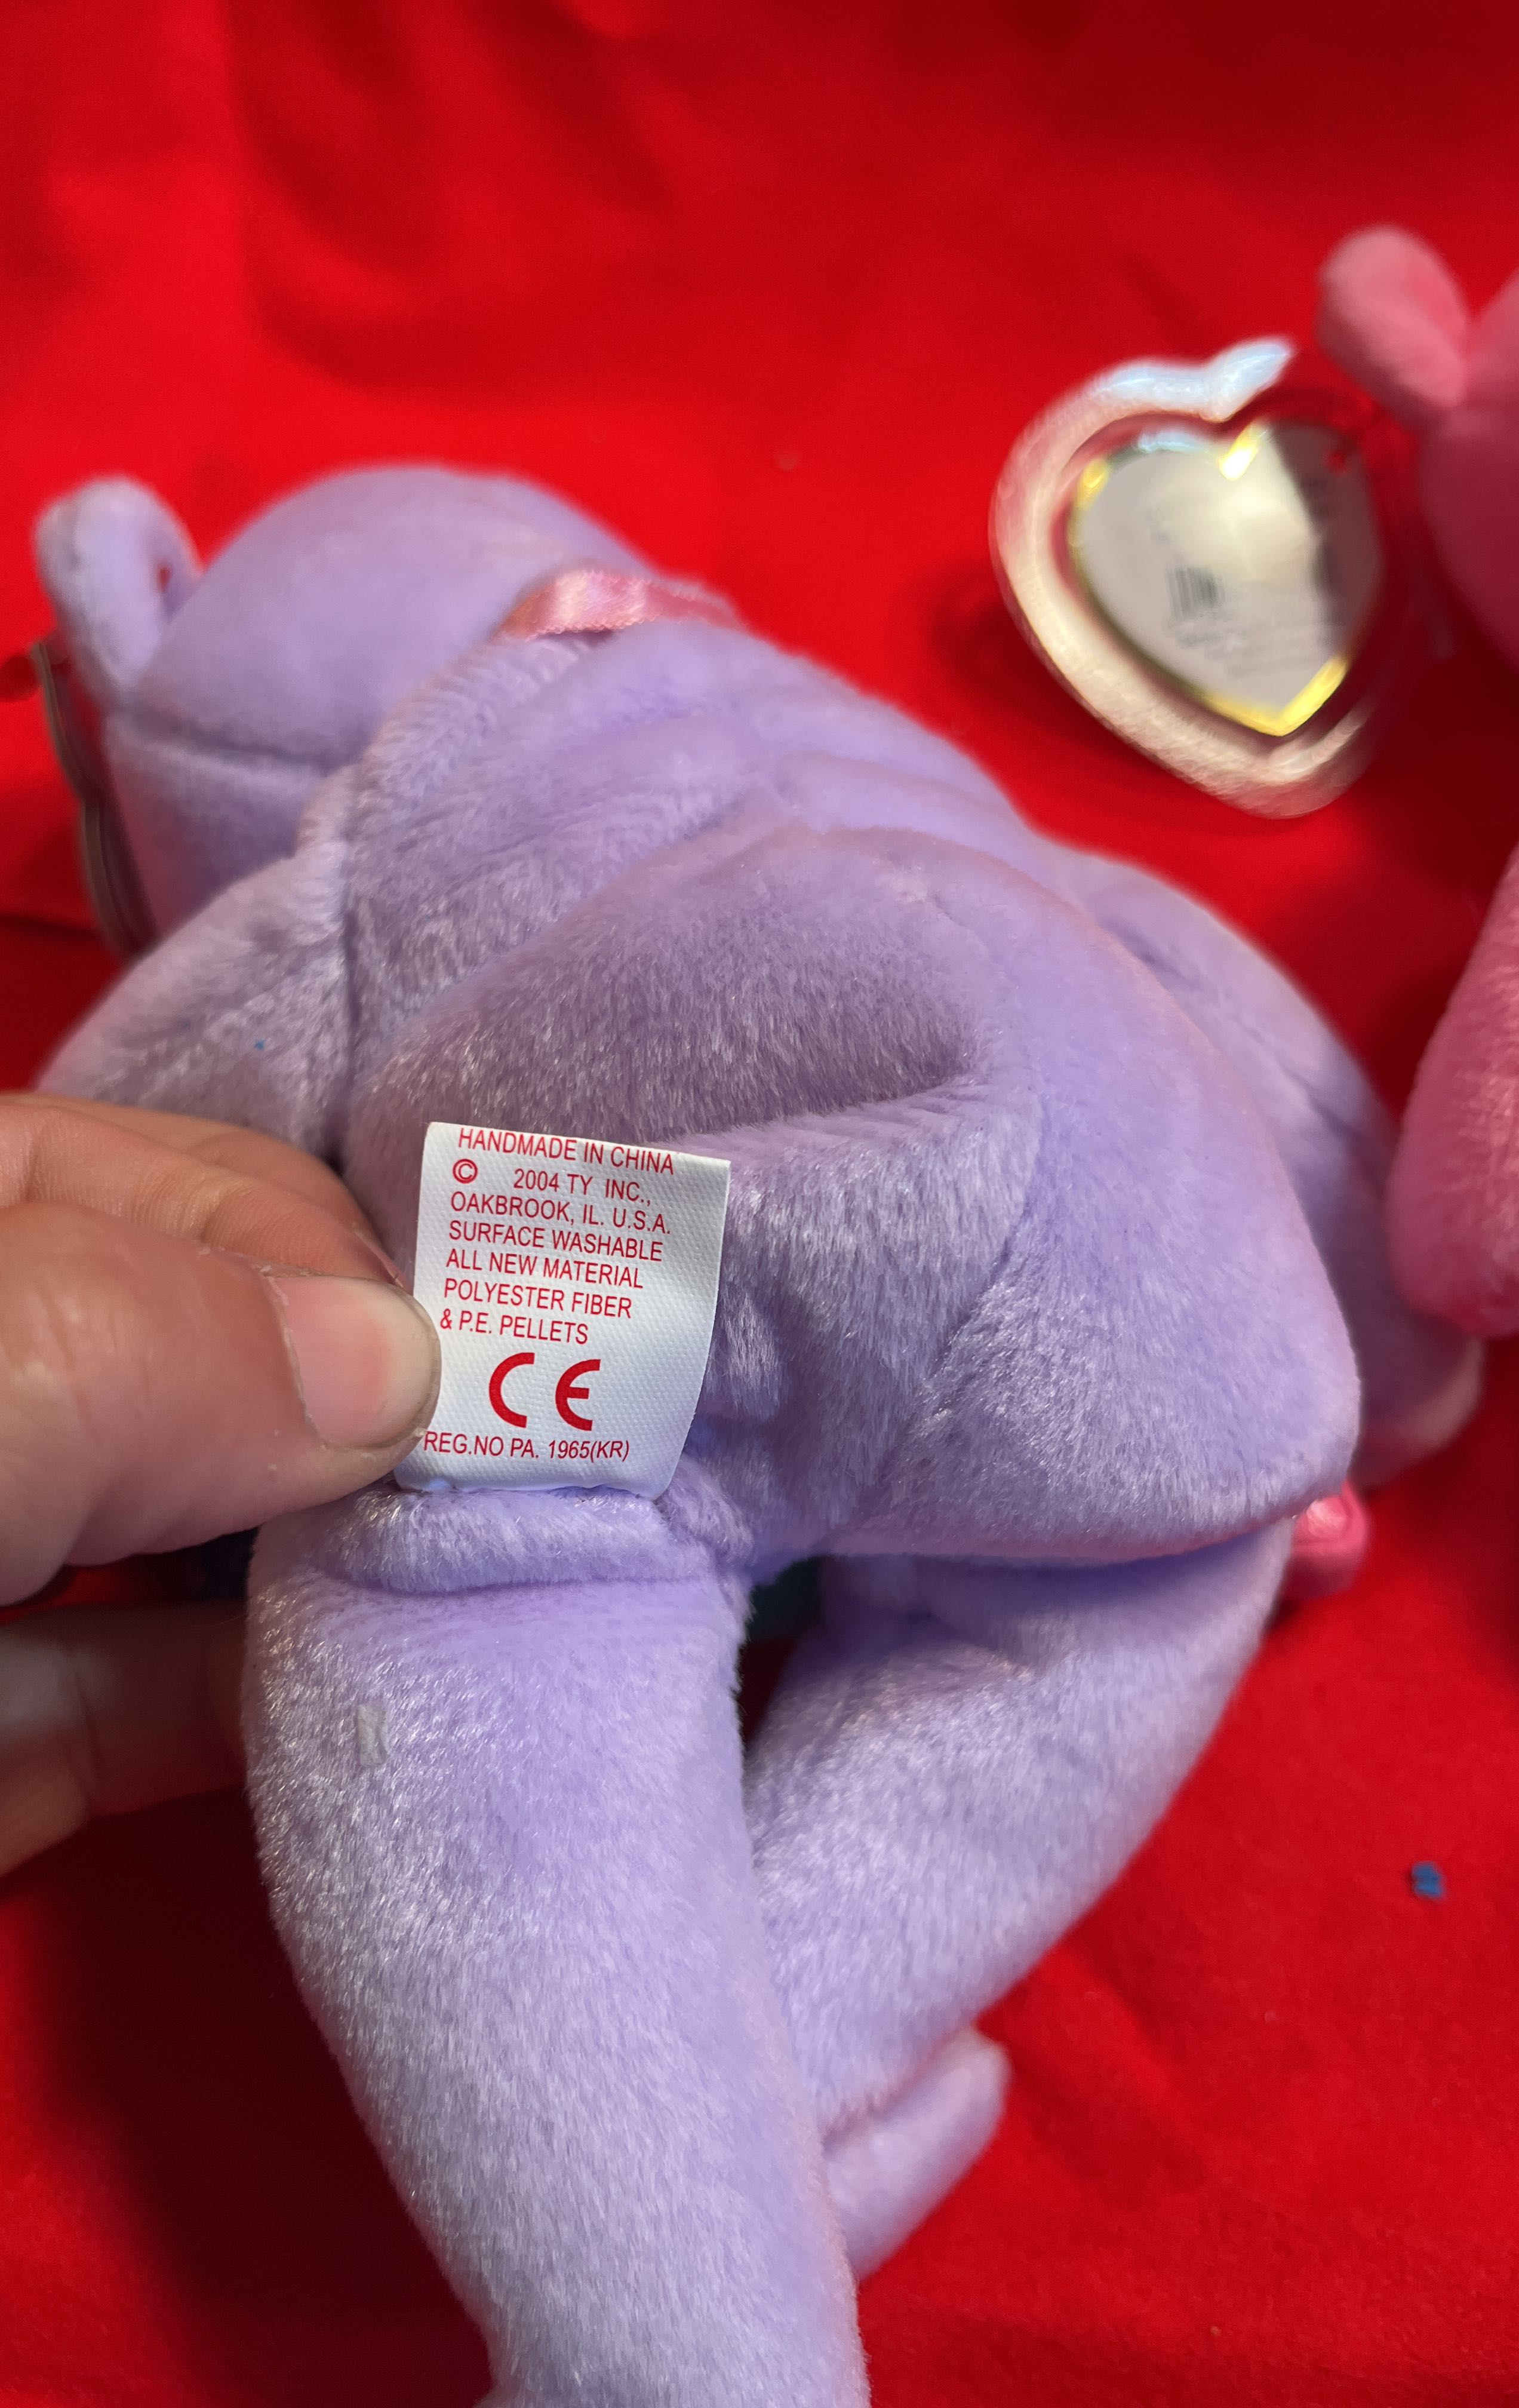 HANDMADE IN CHINA
© 2004 TY INC.,
OAKBROOK, IL. U.S.A.
SURFACE WASHABLE
ALL NEW MATERIAL
POLYESTER FIBER
& P.E. PELLETS
CE
REG.NO PA. 1965(KR)